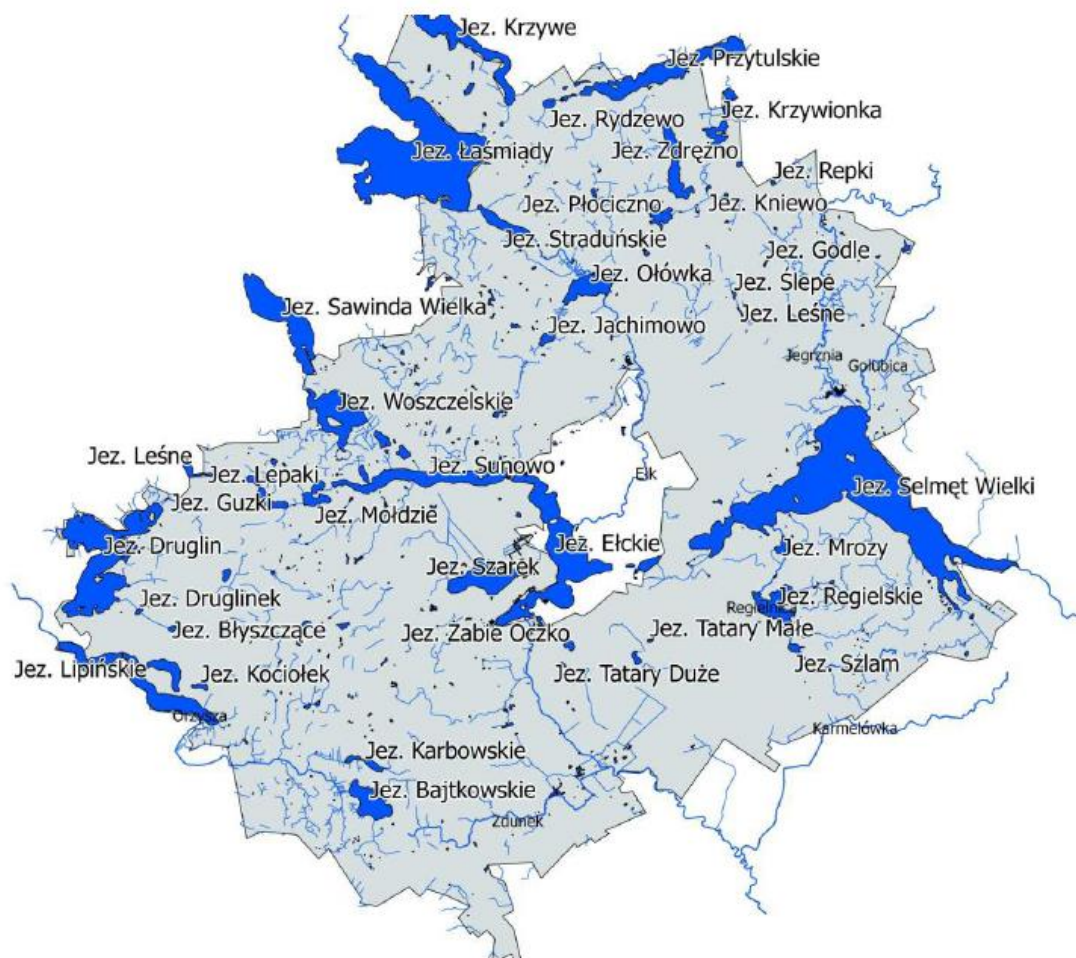 Jez. Krzywe
Jez. Przytulskie
Jez. Krzywionka
Jez. Rydzewo
Jez. Łaśmiady
Jez. Zdrężno
Jez. Repki
Jez. Płociczno
Jez. Kniewo
Jez. Straduńskie
Jez. Godle
Jez. Ołówka
Jez. Ślepe
Jez. Sawinda Wielka
Jez. Leśne
Jez. Jachimowo
Jegrznia
Gołubica
Jez. Woszczelskie
Jez. Leśne
Jez. Sunowo
Jez. Lepaki
Ełk
Jez. Selmęt Wielki
Jez. Guzki
Jez. Mołdzie
Jez. Druglin
Jez. Ełckie
Jez. Mrozy
Jez. Szarek
Jez. Druglinek
Jez. Regielskie
Regielnica
Jez. Błyszczące
Jez. Żabie Oczko
Jez. Tatary Małe
Jez. Lipińskie
Jez. Kociołek
Jez. Tatary Duże
Jez. Szlam
Orzysza
Karmelówka
Jez. Karbowskie
Jez. Bajtkowskie
Zdunek